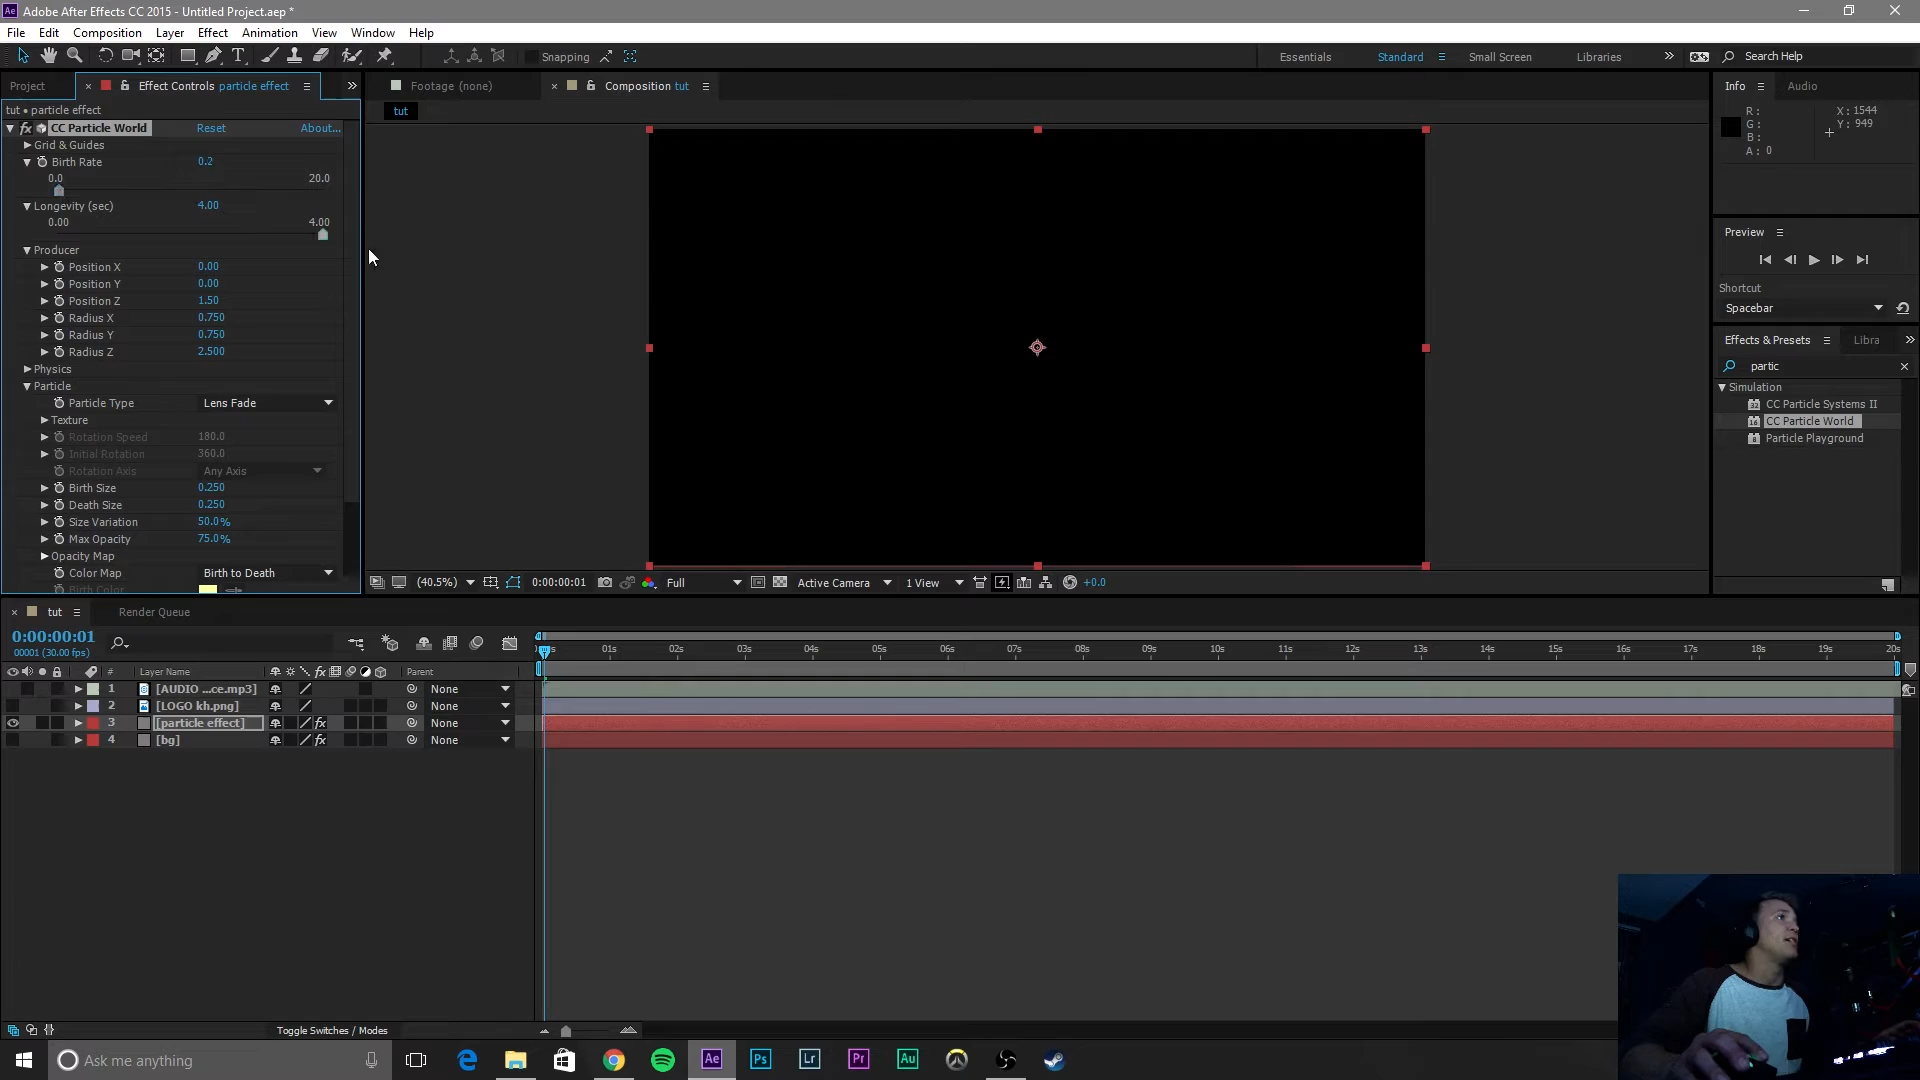 Adobe After Effects CC 2015 - Untitled Project.aep *
File Edit Composition Layer Effect Animation View Window Help
Snapping Essentials Standard Small Screen Libraries Search Help
Project Effect Controls particle effect Footage (none) Composition tut Info Audio
tut • particle effect
tut
fx CC Particle World Reset About...
Grid & Guides
Birth Rate 0.2
0.0 20.0
Longevity (sec) 4.00
0.00 4.00
Producer
Position X 0.00
Position Y 0.00
Position Z 1.50
Radius X 0.750
Radius Y 0.750
Radius Z 2.500
Physics
Particle
Particle Type Lens Fade
Texture
Rotation Speed 180.0
Initial Rotation 360.0
Rotation Axis Any Axis
Birth Size 0.250
Death Size 0.250
Size Variation 50.0%
Max Opacity 75.0%
Opacity Map
Color Map Birth to Death
Birth Color
(40.5%) 0:00:00:01 Full Active Camera 1 View +0.0
R: X: 1544
G: Y: 949
B:
A: 0
Preview
Shortcut
Spacebar
Effects & Presets Libra
partic
Simulation
CC Particle Systems II
CC Particle World
Particle Playground
tut Render Queue
0:00:00:01
00001 (30.00 fps)
01s 02s 03s 04s 05s 06s 07s 08s 09s 10s 11s 12s 13s 14s 15s 16s 17s 18s 19s 20s
# Layer Name fx Parent
1 [AUDIO ...ce.mp3] None
2 [LOGO kh.png] None
3 [particle effect] fx None
4 [bg] fx None
Toggle Switches / Modes
Ask me anything Ae Ps Lr Pr Au